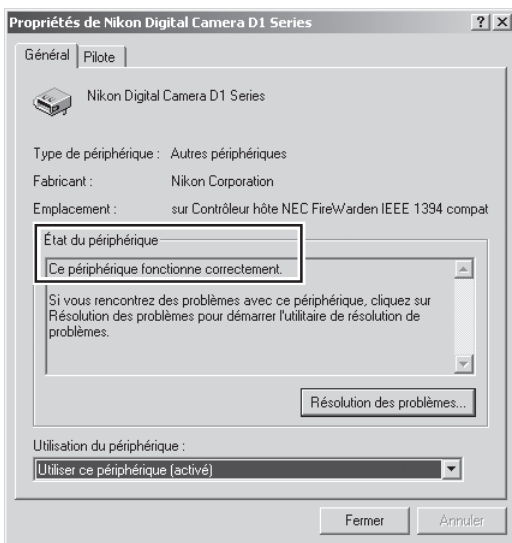 Propriétés de Nikon Digital Camera D1 Series
Général
Pilote
Nikon Digital Camera D1 Series
Type de périphérique : Autres périphériques
Fabricant : Nikon Corporation
Emplacement : sur Contrôleur hôte NEC FireWarden IEEE 1394 compat
État du périphérique
Ce périphérique fonctionne correctement.
Si vous rencontrez des problèmes avec ce périphérique, cliquez sur
Résolution des problèmes pour démarrer l'utilitaire de résolution de
problèmes.
Résolution des problèmes...
Utilisation du périphérique :
Utiliser ce périphérique (activé)
Fermer
Annuler